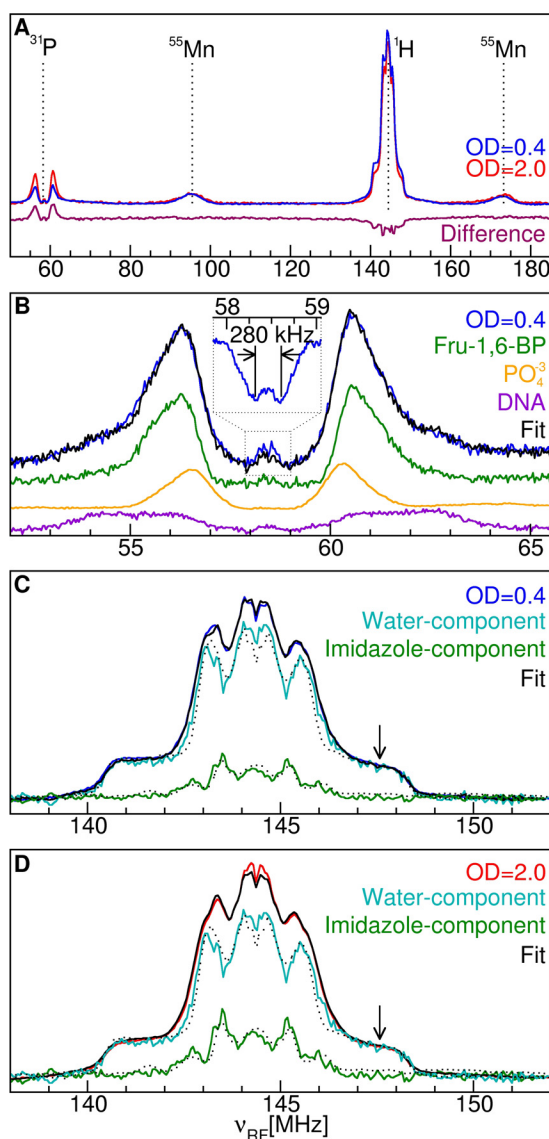 A
31P
55Mn
1H
55Mn
OD=0.4
OD=2.0
Difference
60 80 100 120 140 160 180
B
58 59
280 kHz
OD=0.4
Fru-1,6-BP
PO4-3
DNA
Fit
55 60 65
C
OD=0.4
Water-component
Imidazole-component
Fit
140 145 150
D
OD=2.0
Water-component
Imidazole-component
Fit
140 145 150
νRF[MHz]